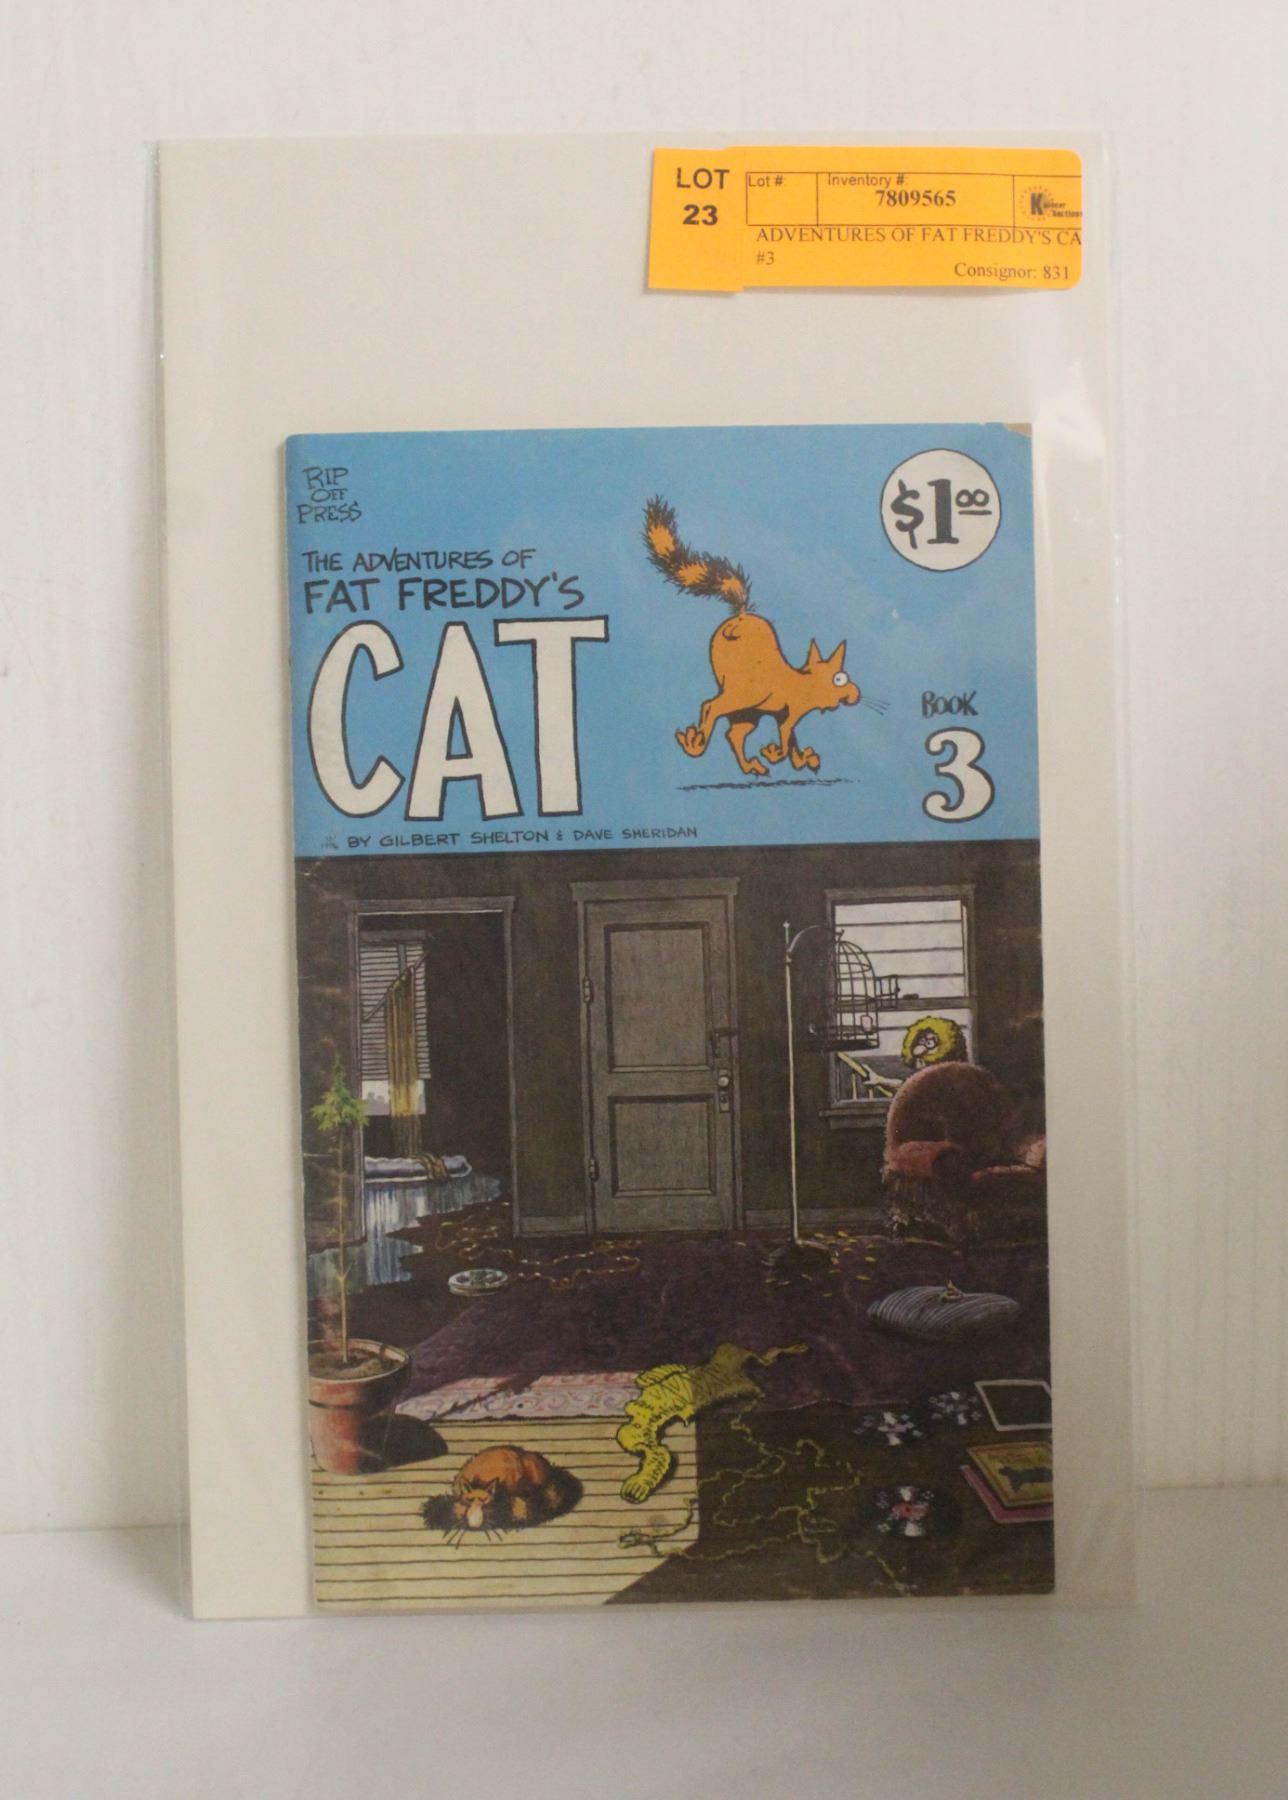 LOT
23
Lot #:
Inventory #:
7809565
ADVENTURES OF FAT FREDDY'S CA
#3
Consignor: 831
RIP
OFF
PRESS
$1.00
THE ADVENTURES OF
FAT FREDDY'S
CAT
BOOK
3
BY GILBERT SHELTON & DAVE SHERIDAN